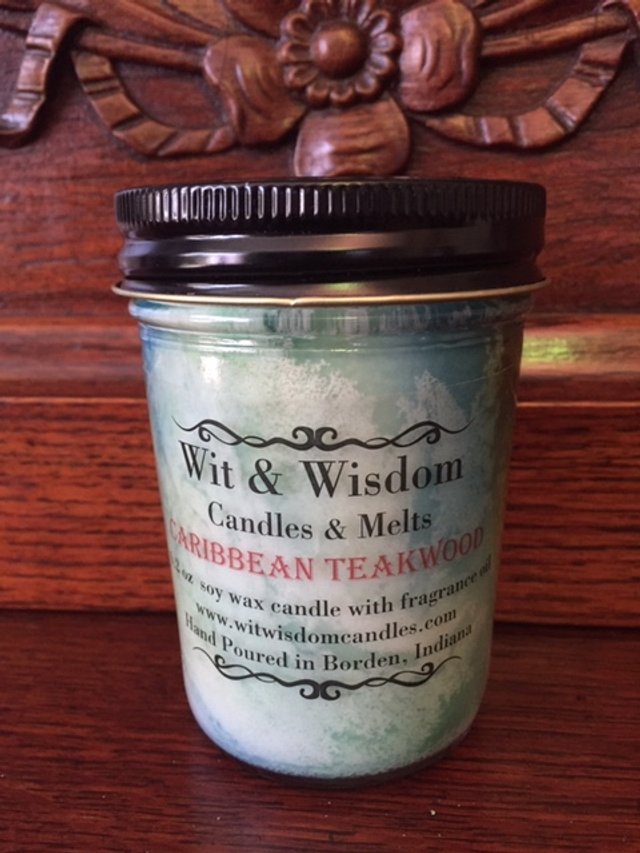 Wit & Wisdom
Candles & Melts
CARIBBEAN TEAKWOOD
oz soy wax candle with fragrance oil
www.witwisdomcandles.com
Hand Poured in Borden, Indiana